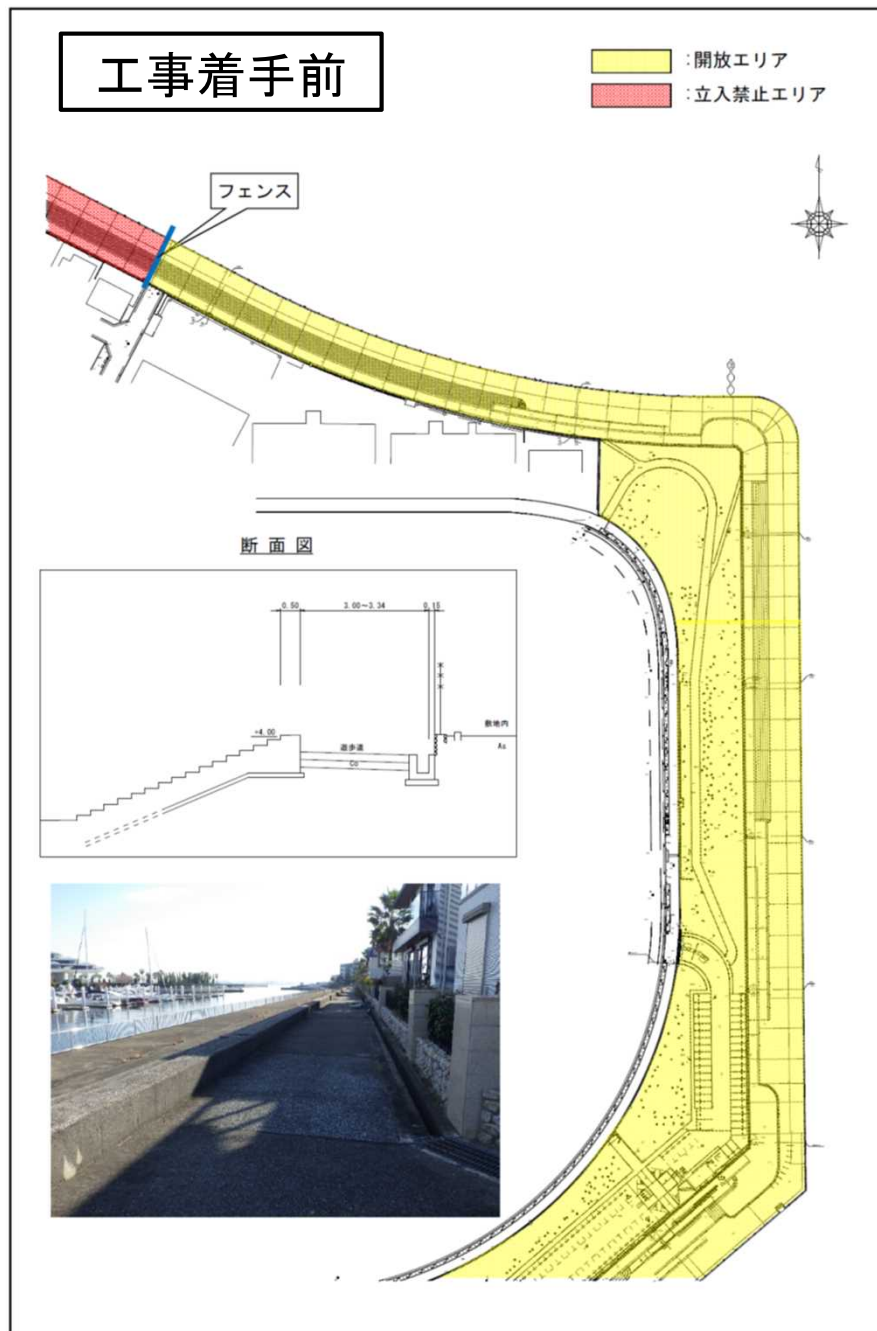 工事着手前
:開放エリア
:立入禁止エリア
フェンス
断面図
0.50
3.00～3.34
0.15
+4.00
遊歩道
Co
敷地内
As